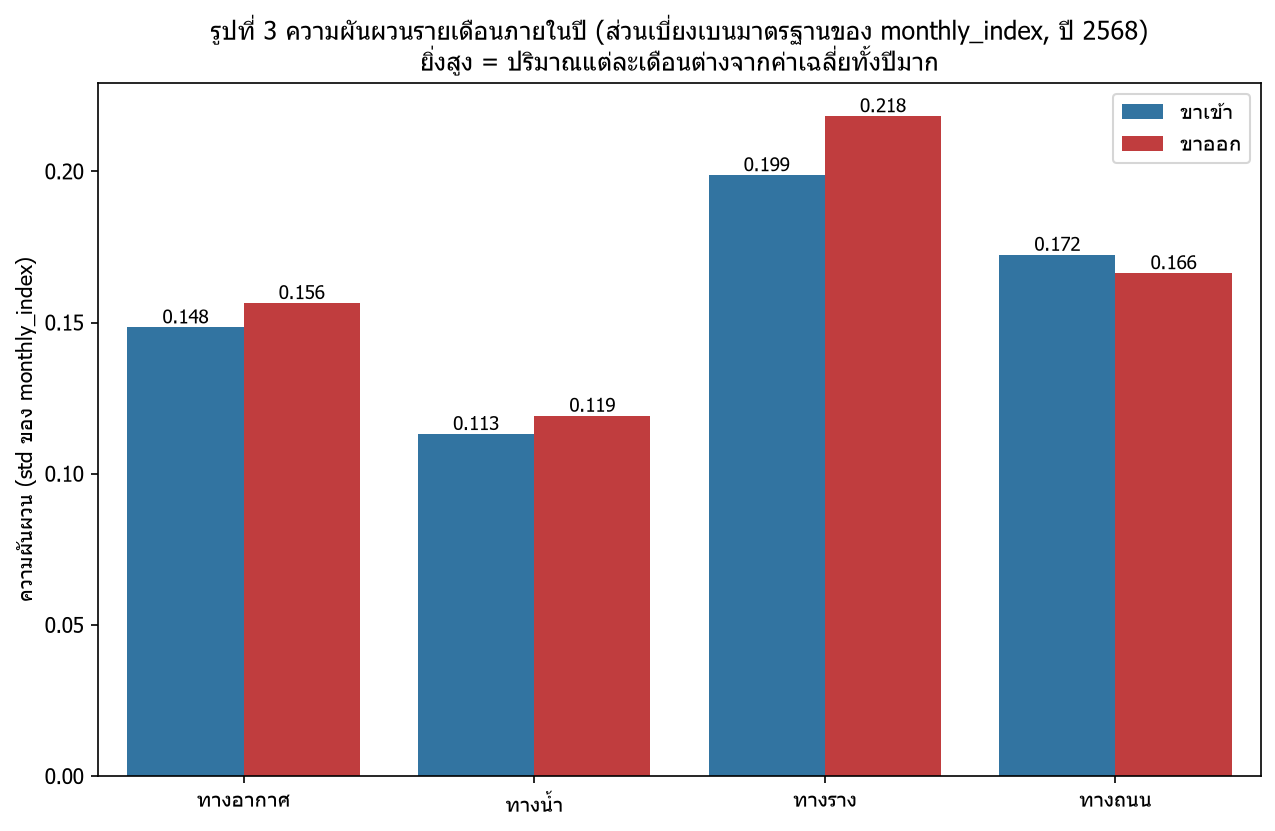 รูปที่ 3 ความผันผวนรายเดือนภายในปี (ส่วนเบี่ยงเบนมาตรฐานของ monthly_index, ปี 2568)
ยิ่งสูง = ปริมาณแต่ละเดือนต่างจากค่าเฉลี่ยทั้งปีมาก
ขาเข้า
ขาออก
ความผันผวน (std ของ monthly_index)
0.20
0.15
0.10
0.05
0.00
0.148
0.156
0.113
0.119
0.199
0.218
0.172
0.166
ทางอากาศ
ทางน้ำ
ทางราง
ทางถนน